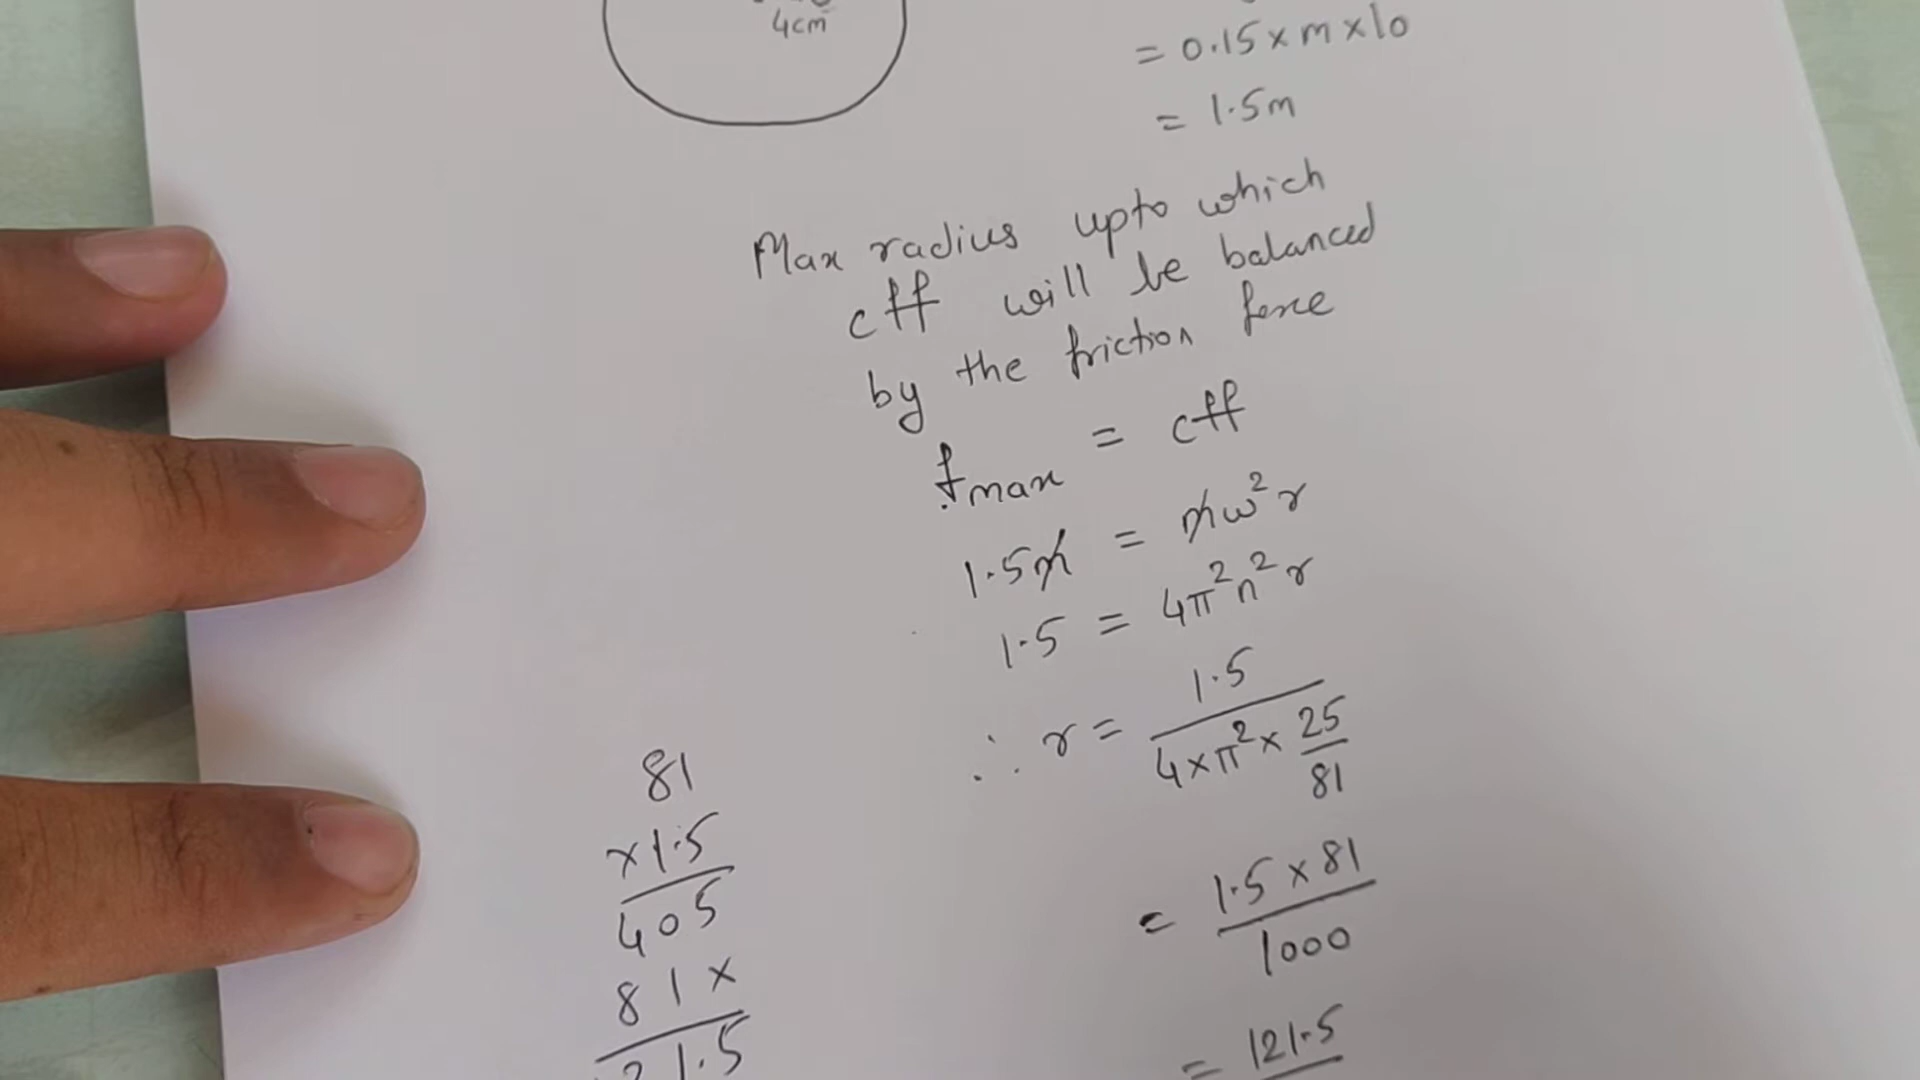 4cm
= 0.15 × m × 10
= 1.5m
Max radius upto which
cff will be balanced
by the friction force
fmax = cff
1.5m = mω²r
1.5 = 4π²n²r
∴ r = 1.5
4 × π² × 25
81
= 1.5 × 81
1000
= 121.5
81
×1.5
405
81×
21.5